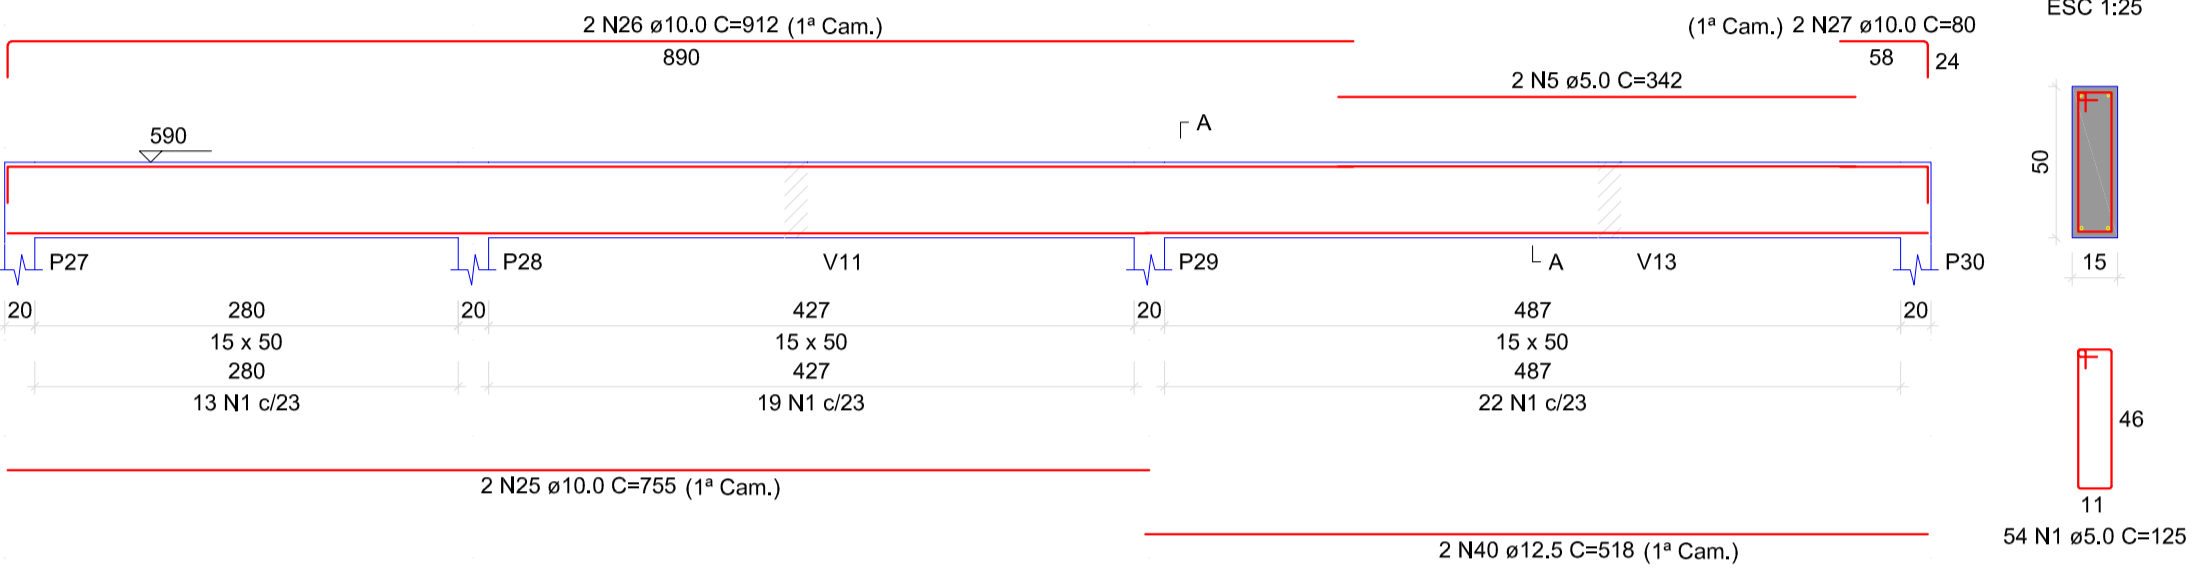 ESC 1:25
2 N26 ø10.0 C=912 (1ª Cam.)
890
(1ª Cam.) 2 N27 ø10.0 C=80
58
24
2 N5 ø5.0 C=342
A
590
50
15
P27
P28
V11
P29
A
V13
P30
20
280
20
427
20
487
20
15 x 50
15 x 50
15 x 50
280
427
487
13 N1 c/23
19 N1 c/23
22 N1 c/23
46
11
54 N1 ø5.0 C=125
2 N25 ø10.0 C=755 (1ª Cam.)
2 N40 ø12.5 C=518 (1ª Cam.)